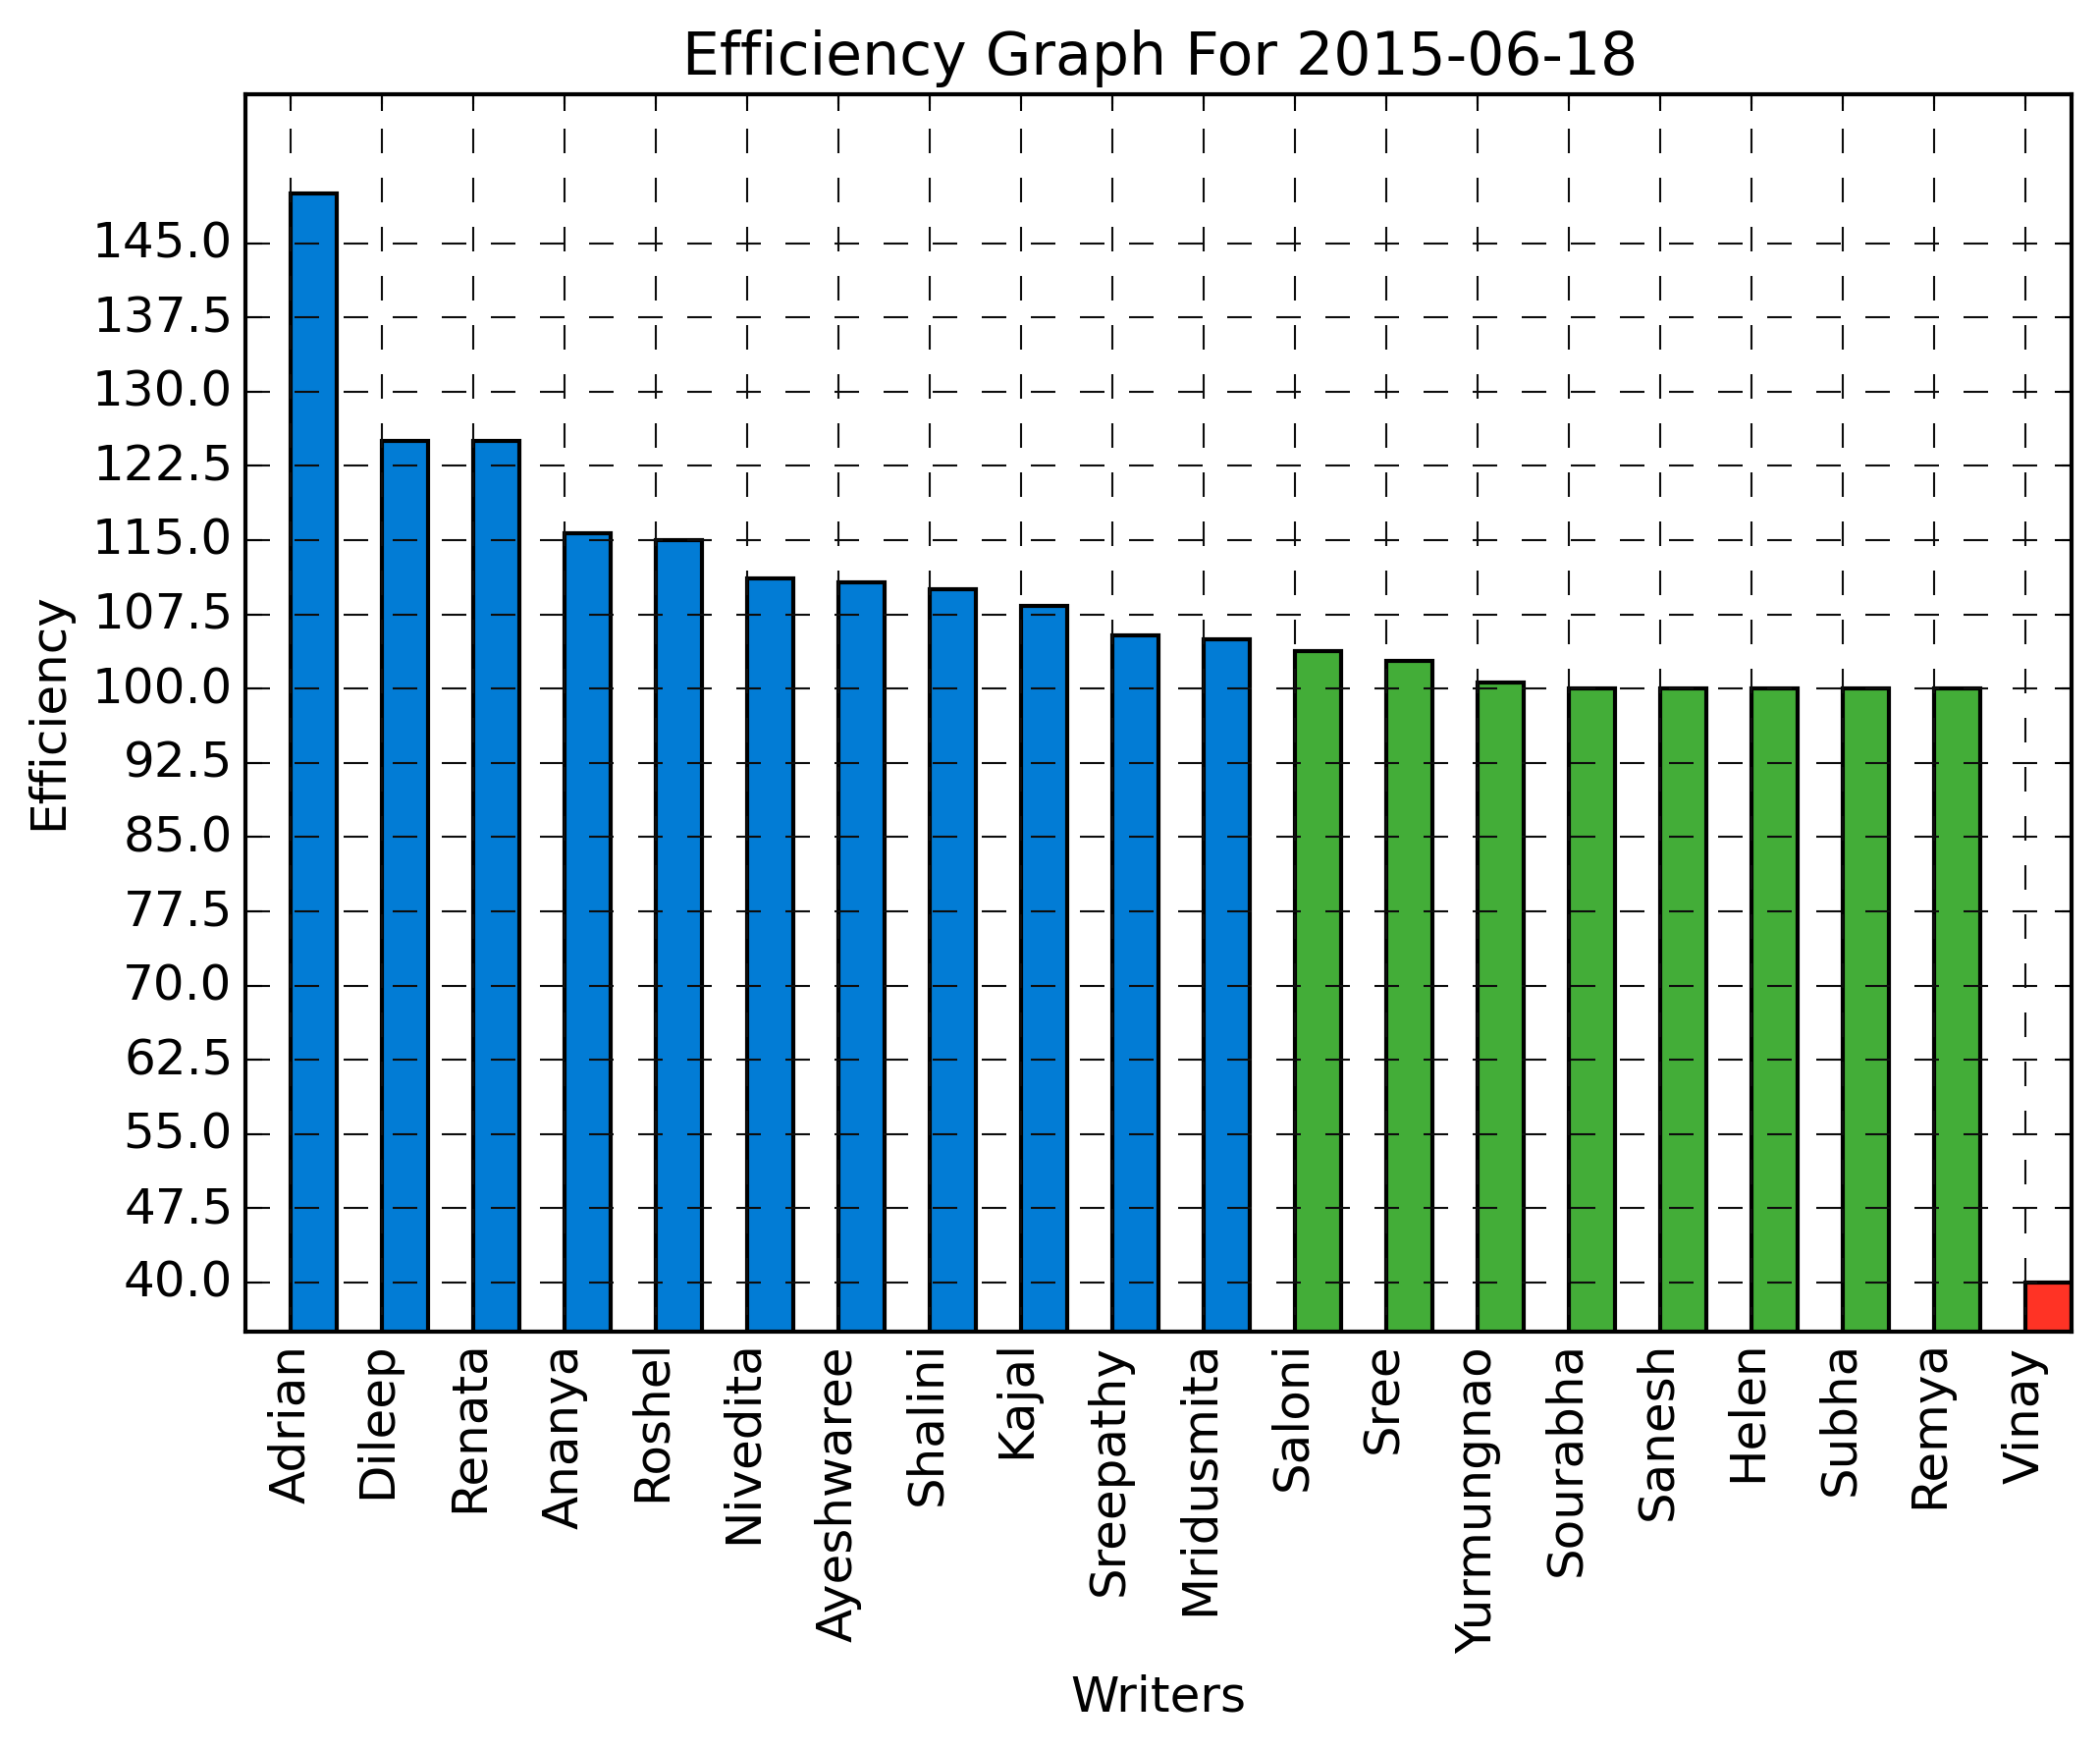 Efficiency Graph For 2015-06-18
Efficiency
145.0
137.5
130.0
122.5
115.0
107.5
100.0
92.5
85.0
77.5
70.0
62.5
55.0
47.5
40.0
Adrian
Dileep
Renata
Ananya
Roshel
Nivedita
Ayeshwaree
Shalini
Kajal
Sreepathy
Mridusmita
Saloni
Sree
Yurmungnao
Sourabha
Sanesh
Helen
Subha
Remya
Vinay
Writers